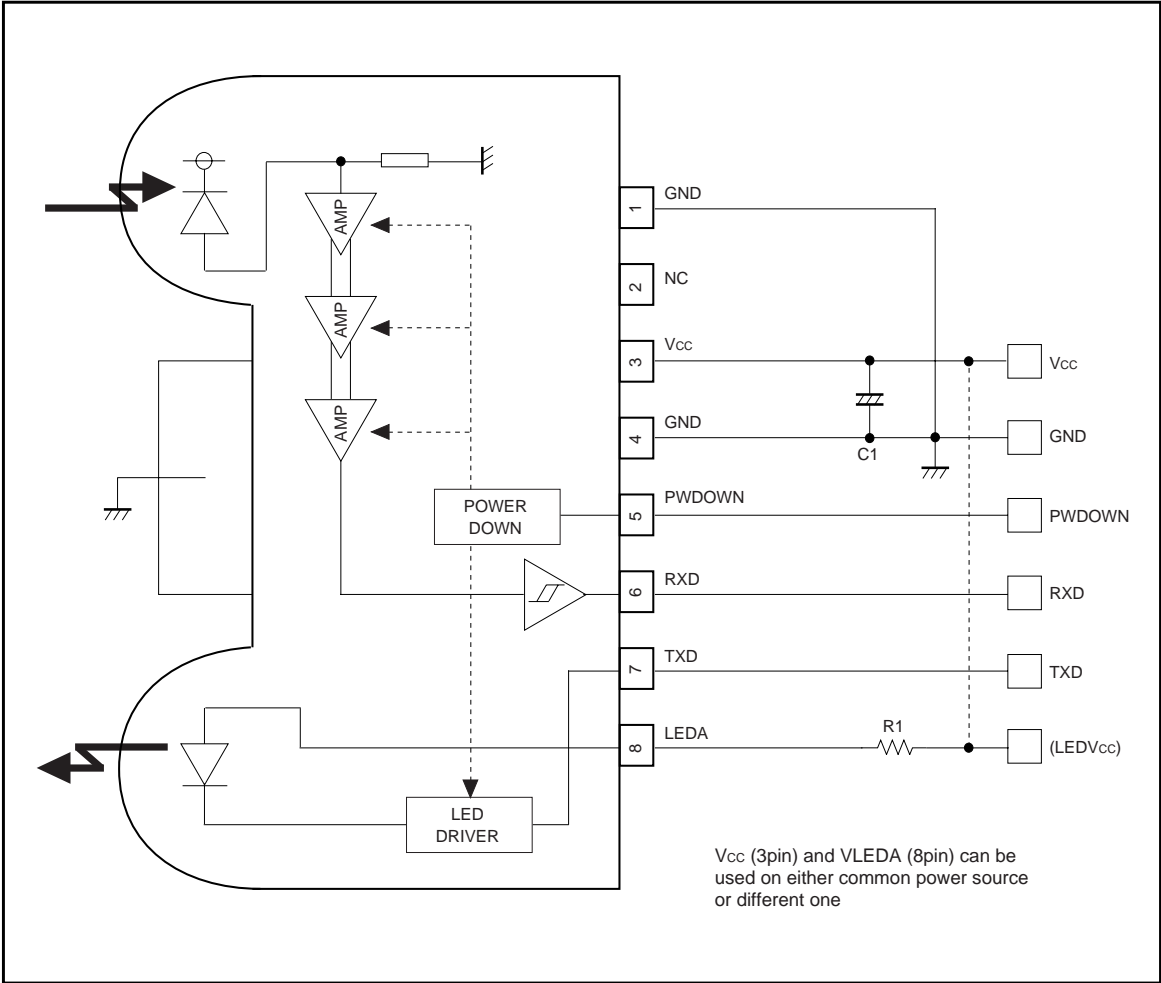 AMP
AMP
AMP
POWER
DOWN
LED
DRIVER
1 GND
2 NC
3 Vcc
4 GND
5 PWDOWN
6 RXD
7 TXD
8 LEDA
C1
R1
Vcc
GND
PWDOWN
RXD
TXD
(LEDVcc)
Vcc (3pin) and VLEDA (8pin) can be
used on either common power source
or different one